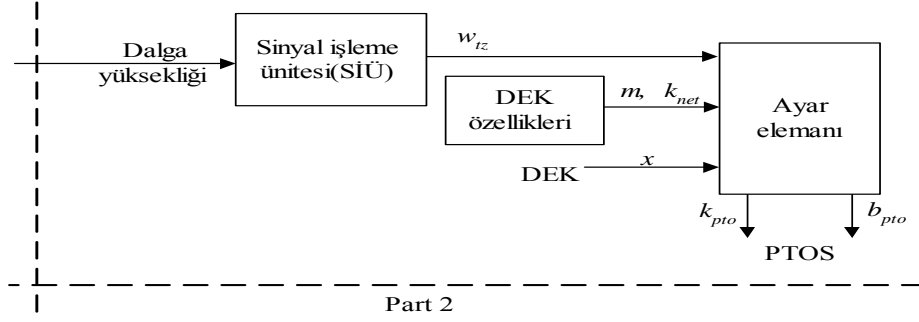 Dalga
yüksekliği
Sinyal işleme
ünitesi(SİÜ)
w_tz
DEK
özellikleri
m, k_net
DEK
x
Ayar
elemanı
k_pto
b_pto
PTOS
Part 2